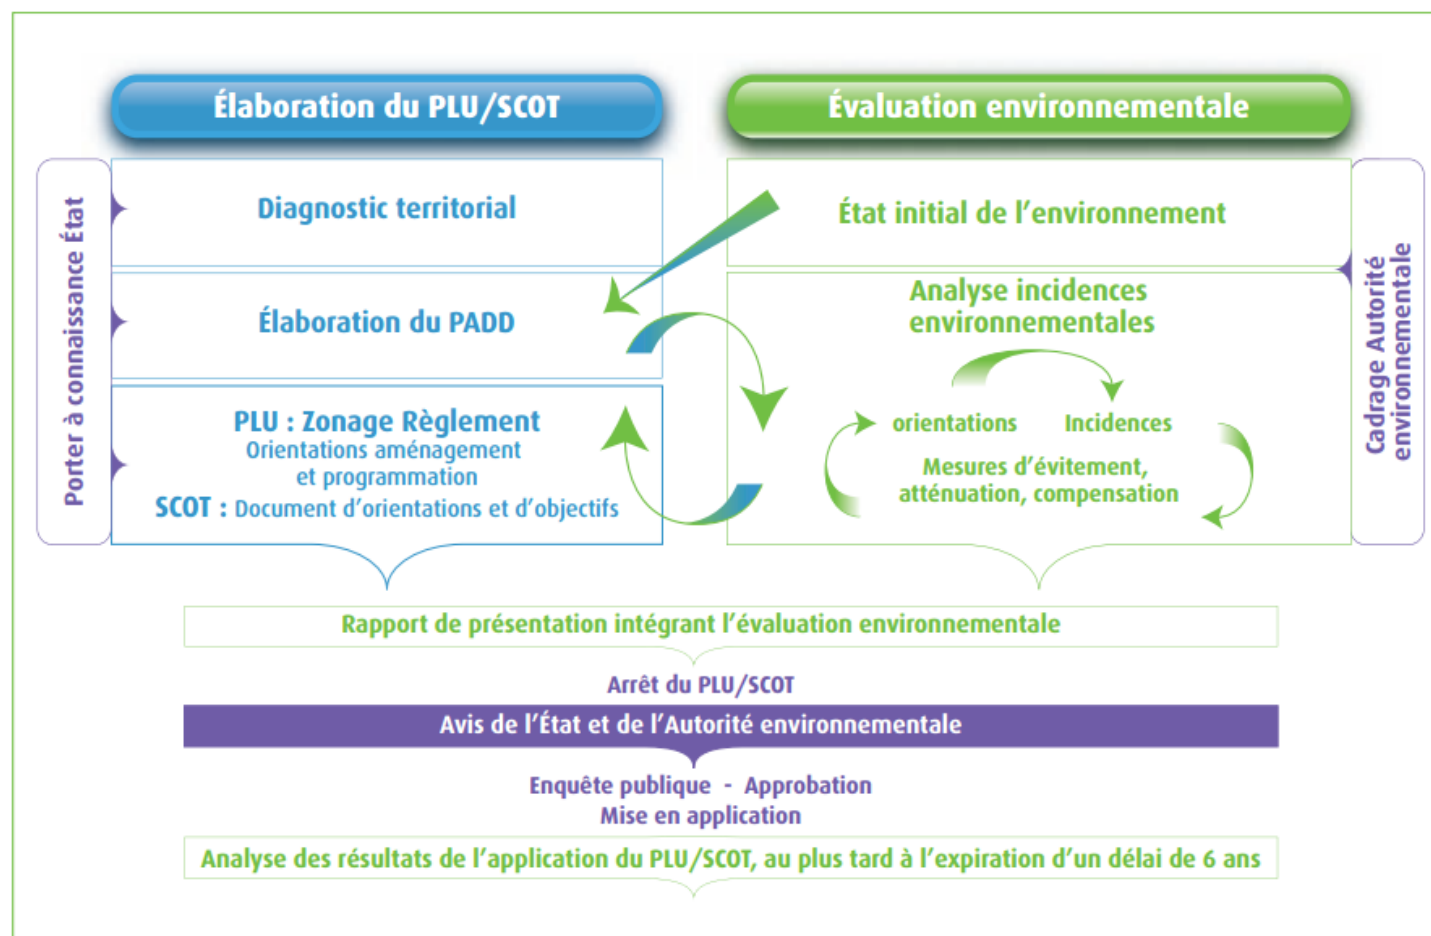 Élaboration du PLU/SCOT
Évaluation environnementale
Porter à connaissance État
Diagnostic territorial
État initial de l'environnement
Cadrage Autorité
environnementale
Élaboration du PADD
Analyse incidences
environnementales
orientations
Incidences
Mesures d'évitement,
atténuation, compensation
PLU : Zonage Règlement
Orientations aménagement
et programmation
SCOT : Document d'orientations et d'objectifs
Rapport de présentation intégrant l'évaluation environnementale
Arrêt du PLU/SCOT
Avis de l'État et de l'Autorité environnementale
Enquête publique - Approbation
Mise en application
Analyse des résultats de l'application du PLU/SCOT, au plus tard à l'expiration d'un délai de 6 ans